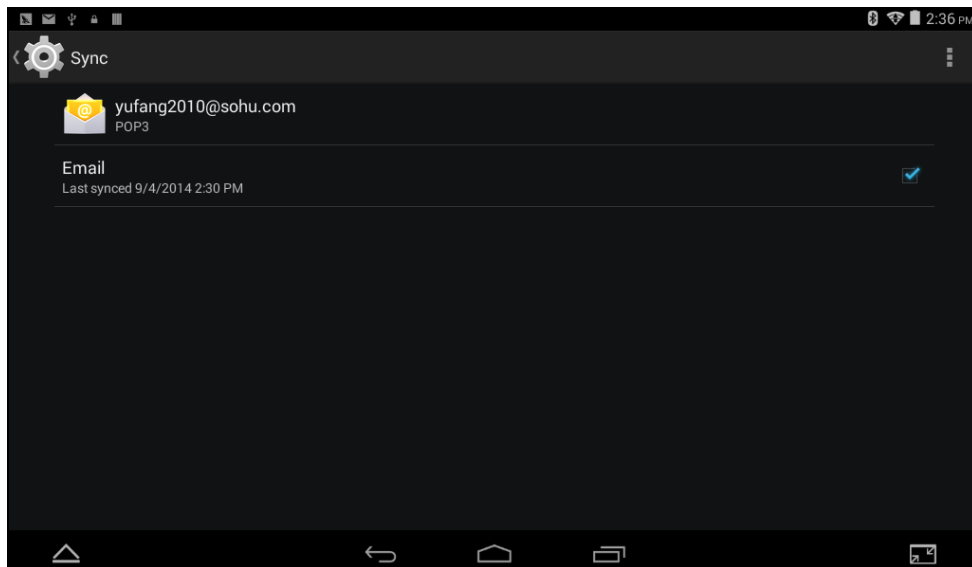 2:36 PM
Sync
yufang2010@sohu.com
POP3
Email
Last synced 9/4/2014 2:30 PM